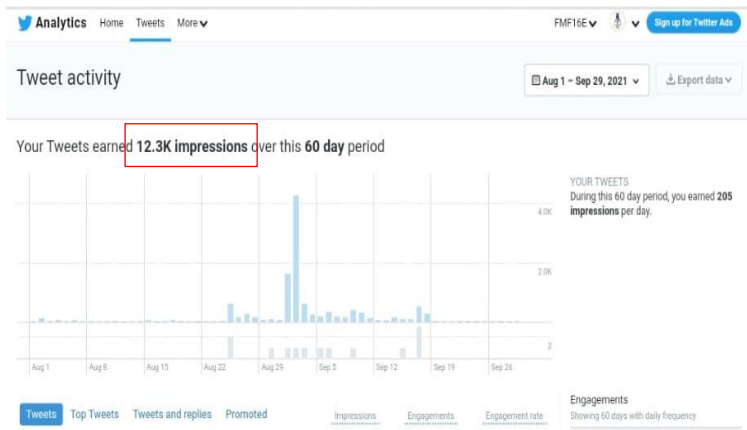 Analytics Home Tweets More FMF16E Sign up for Twitter Ads
Tweet activity
Aug 1 – Sep 29, 2021 Export data
Your Tweets earned 12.3K impressions over this 60 day period
YOUR TWEETS
During this 60 day period, you earned 205
impressions per day.
4.0K
2.0K
2
Aug 1 Aug 8 Aug 15 Aug 22 Aug 29 Sep 5 Sep 12 Sep 19 Sep 26
Tweets Top Tweets Tweets and replies Promoted Impressions Engagements Engagement rate
Engagements
Showing 60 days with daily frequency